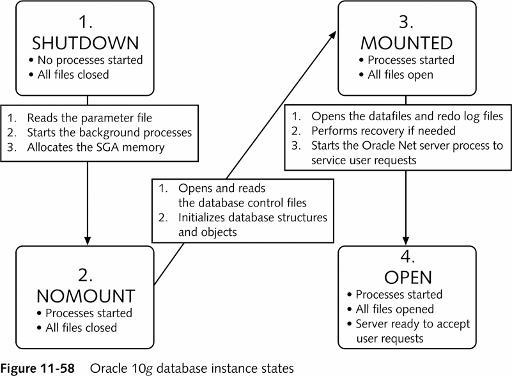 1.
SHUTDOWN
• No processes started
• All files closed
1. Reads the parameter file
2. Starts the background processes
3. Allocates the SGA memory
2.
NOMOUNT
• Processes started
• All files closed
1. Opens and reads
the database control files
2. Initializes database structures
and objects
3.
MOUNTED
• Processes started
• All files open
1. Opens the datafiles and redo log files
2. Performs recovery if needed
3. Starts the Oracle Net server process to
service user requests
4.
OPEN
• Processes started
• All files opened
• Server ready to accept
user requests
Figure 11-58 Oracle 10g database instance states